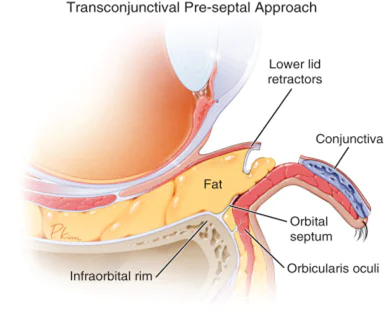 Transconjunctival Pre-septal Approach
Lower lid
retractors
Conjunctiva
Fat
Orbital
septum
Orbicularis oculi
Infraorbital rim